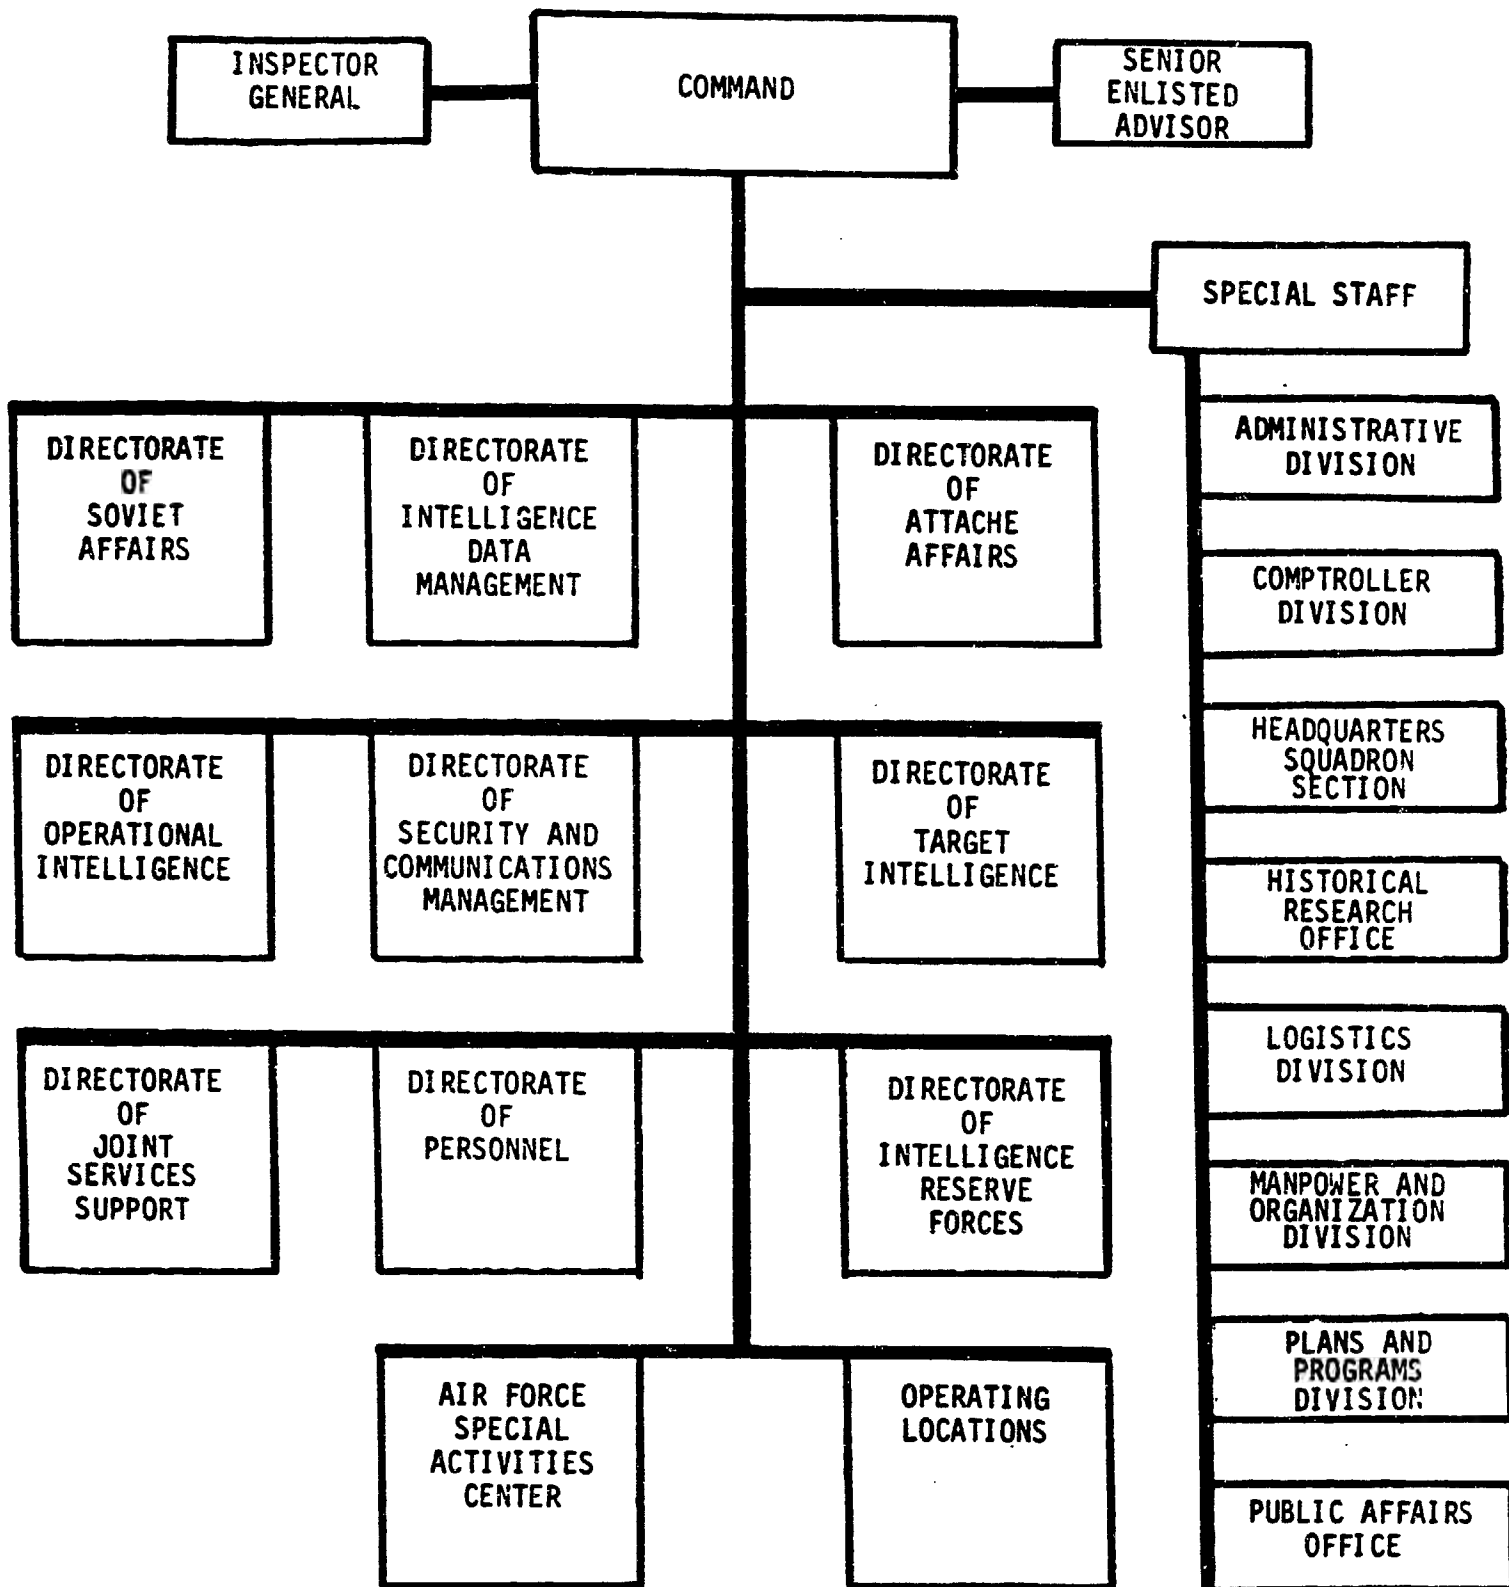 INSPECTOR
GENERAL
COMMAND
SENIOR
ENLISTED
ADVISOR
SPECIAL STAFF
DIRECTORATE
OF
SOVIET
AFFAIRS
DIRECTORATE
OF
INTELLIGENCE
DATA
MANAGEMENT
DIRECTORATE
OF
ATTACHE
AFFAIRS
DIRECTORATE
OF
OPERATIONAL
INTELLIGENCE
DIRECTORATE
OF
SECURITY AND
COMMUNICATIONS
MANAGEMENT
DIRECTORATE
OF
TARGET
INTELLIGENCE
DIRECTORATE
OF
JOINT
SERVICES
SUPPORT
DIRECTORATE
OF
PERSONNEL
DIRECTORATE
OF
INTELLIGENCE
RESERVE
FORCES
AIR FORCE
SPECIAL
ACTIVITIES
CENTER
OPERATING
LOCATIONS
ADMINISTRATIVE
DIVISION
COMPTROLLER
DIVISION
HEADQUARTERS
SQUADRON
SECTION
HISTORICAL
RESEARCH
OFFICE
LOGISTICS
DIVISION
MANPOWER AND
ORGANIZATION
DIVISION
PLANS AND
PROGRAMS
DIVISION
PUBLIC AFFAIRS
OFFICE